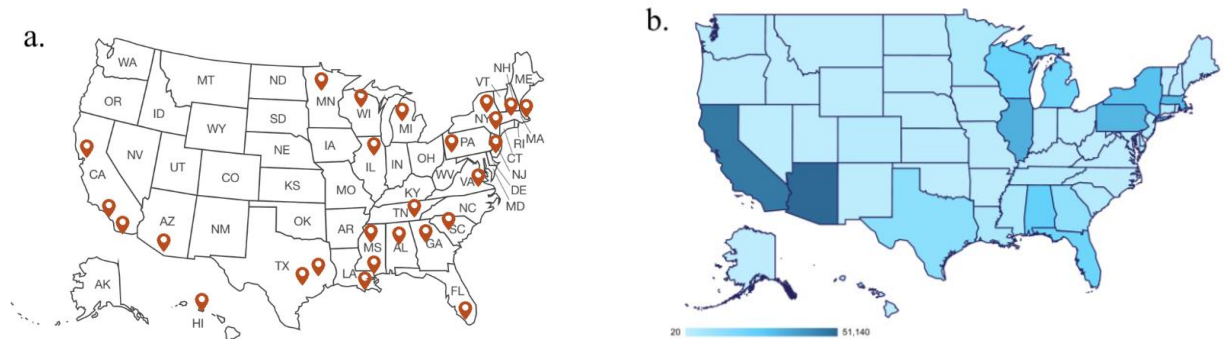 a.
WA
MT
ND
MN
OR
ID
WY
SD
WI
MI
VT
NH
ME
NY
MA
RI
CT
NJ
DE
MD
NV
UT
CO
NE
IA
IL
IN
OH
PA
WV
VA
CA
KS
MO
KY
AZ
NM
OK
AR
TN
NC
SC
TX
LA
MS
AL
GA
FL
AK
HI
b.
20
51,140